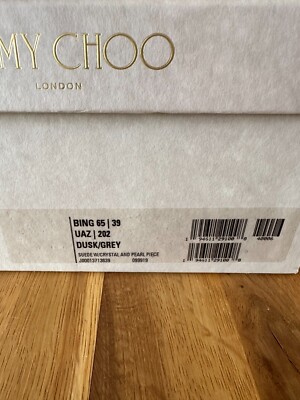 MY CHOO
LONDON
BING 65 | 39
UAZ | 202
DUSK/GREY
SUEDE W/CRYSTAL AND PEARL PIECE